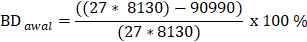 BD awal = ((27 * 8130) − 90990) / (27 *8130) x 100 %